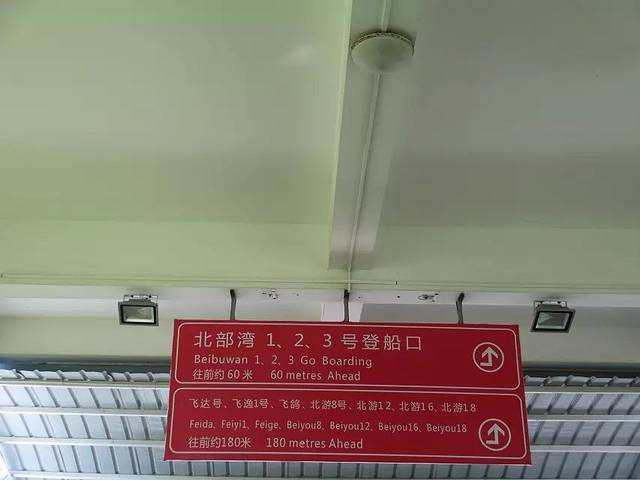 北部湾 1、2、3 号登船口
Beibuwan 1、2、3 Go Boarding
往前约 60 米 60 metres Ahead
飞达号、飞逸1号、飞鸽、北游8号、北游12、北游16、北游18
Feida、Feiyi1、Feige、Beiyou8、Beiyou12、Beiyou16、Beiyou18
往前约180米 180 metres Ahead